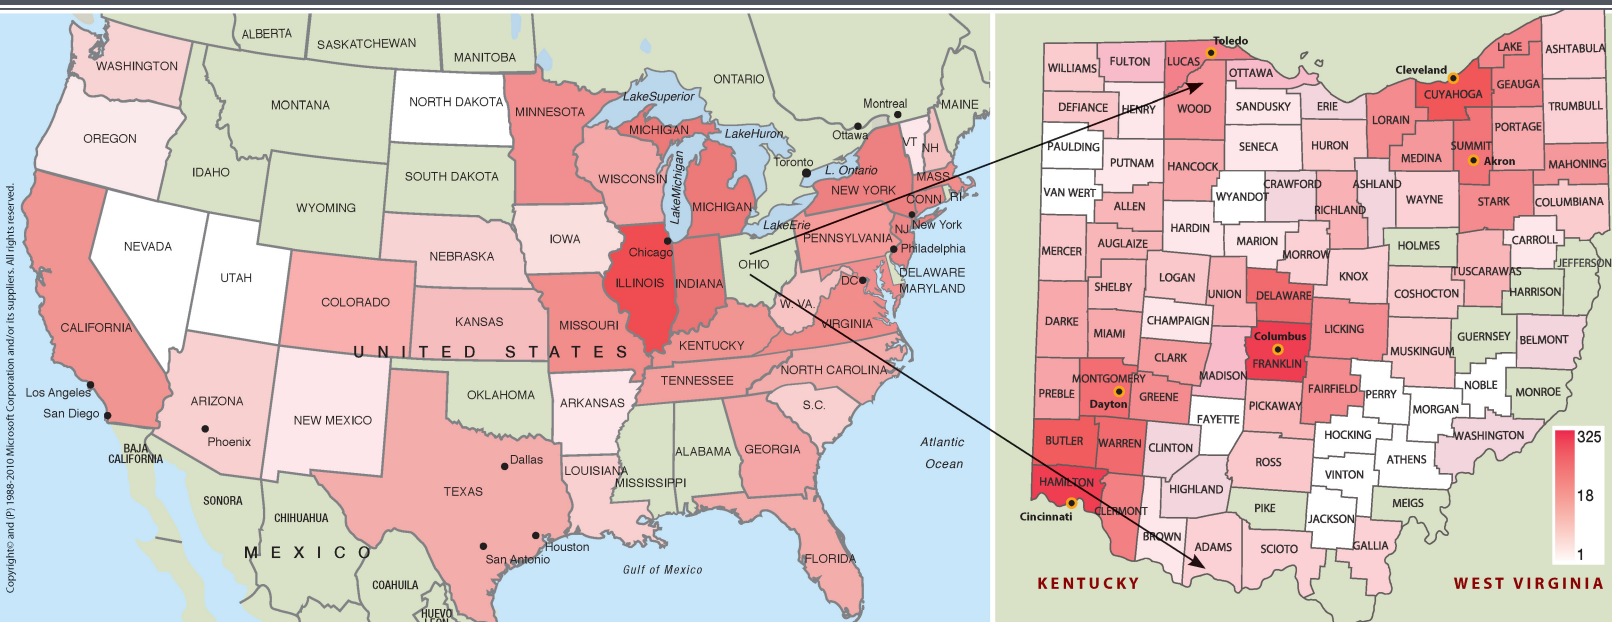 ALBERTA
SASKATCHEWAN
MANITOBA
ONTARIO
WASHINGTON
MONTANA
NORTH DAKOTA
MINNESOTA
LakeSuperior
MICHIGAN
LakeHuron
Montreal
MAINE
Ottawa
VT
NH
OREGON
IDAHO
WYOMING
SOUTH DAKOTA
WISCONSIN
LakeMichigan
MICHIGAN
Toronto
L. Ontario
NEW YORK
MASS
CONN
RI
LakeErie
New York
NJ
PENNSYLVANIA
Philadelphia
NEVADA
UTAH
NEBRASKA
IOWA
Chicago
ILLINOIS
INDIANA
OHIO
DC
DELAWARE
MARYLAND
W. VA
VIRGINIA
CALIFORNIA
COLORADO
KANSAS
MISSOURI
KENTUCKY
UNITED STATES
TENNESSEE
NORTH CAROLINA
Los Angeles
San Diego
ARIZONA
Phoenix
NEW MEXICO
OKLAHOMA
ARKANSAS
S.C.
Dallas
TEXAS
LOUISIANA
MISSISSIPPI
ALABAMA
GEORGIA
Atlantic
Ocean
BAJA
CALIFORNIA
SONORA
CHIHUAHUA
MEXICO
COAHUILA
HUEVO
LEON
San Antonio
Houston
Gulf of Mexico
FLORIDA
Copyright© and (P) 1988-2010 Microsoft Corporation and/or its suppliers. All rights reserved.
Toledo
WILLIAMS
FULTON
LUCAS
OTTAWA
Cleveland
LAKE
ASHTABULA
GEAUGA
CUYAHOGA
DEFIANCE
HENRY
WOOD
SANDUSKY
ERIE
LORAIN
TRUMBULL
PORTAGE
PAULDING
PUTNAM
HANCOCK
SENECA
HURON
MEDINA
SUMMIT
Akron
MAHONING
VAN WERT
ALLEN
WYANDOT
CRAWFORD
RICHLAND
ASHLAND
WAYNE
STARK
COLUMBIANA
MERCER
AUGLAIZE
HARDIN
MARION
MORROW
HOLMES
CARROLL
JEFFERSON
SHELBY
LOGAN
UNION
DELAWARE
KNOX
COSHOCTON
TUSCARAWAS
HARRISON
DARKE
MIAMI
CHAMPAIGN
Columbus
FRANKLIN
LICKING
MUSKINGUM
GUERNSEY
BELMONT
CLARK
MADISON
PREBLE
MONTGOMERY
Dayton
GREENE
FAYETTE
PICKAWAY
FAIRFIELD
PERRY
MORGAN
NOBLE
MONROE
BUTLER
WARREN
CLINTON
ROSS
HOCKING
ATHENS
WASHINGTON
VINTON
HAMILTON
Cincinnati
CLERMONT
HIGHLAND
PIKE
JACKSON
MEIGS
BROWN
ADAMS
SCIOTO
GALLIA
325
18
1
KENTUCKY
WEST VIRGINIA